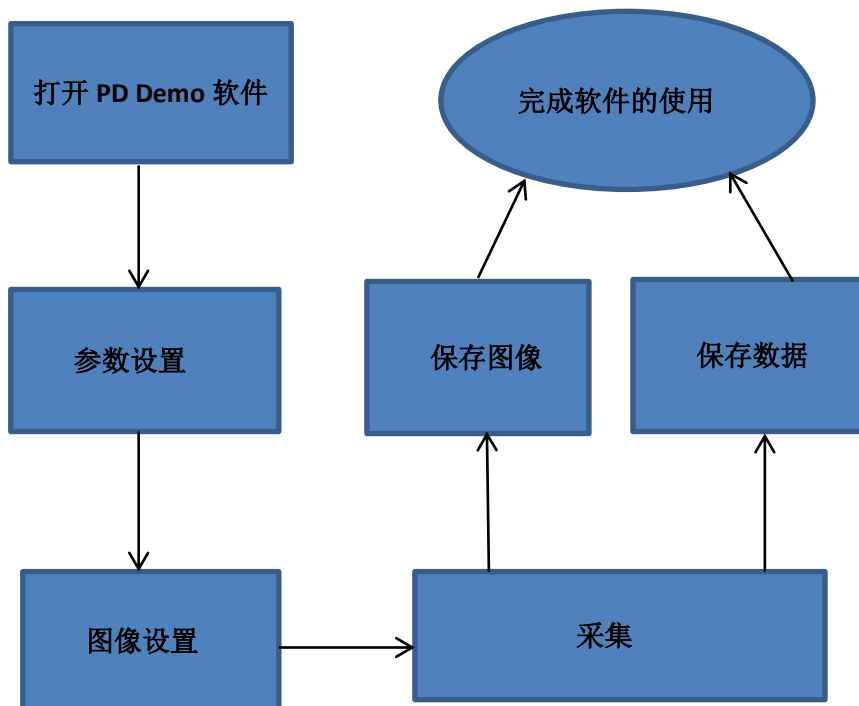 打开 PD Demo 软件
完成软件的使用
参数设置
保存图像
保存数据
图像设置
采集